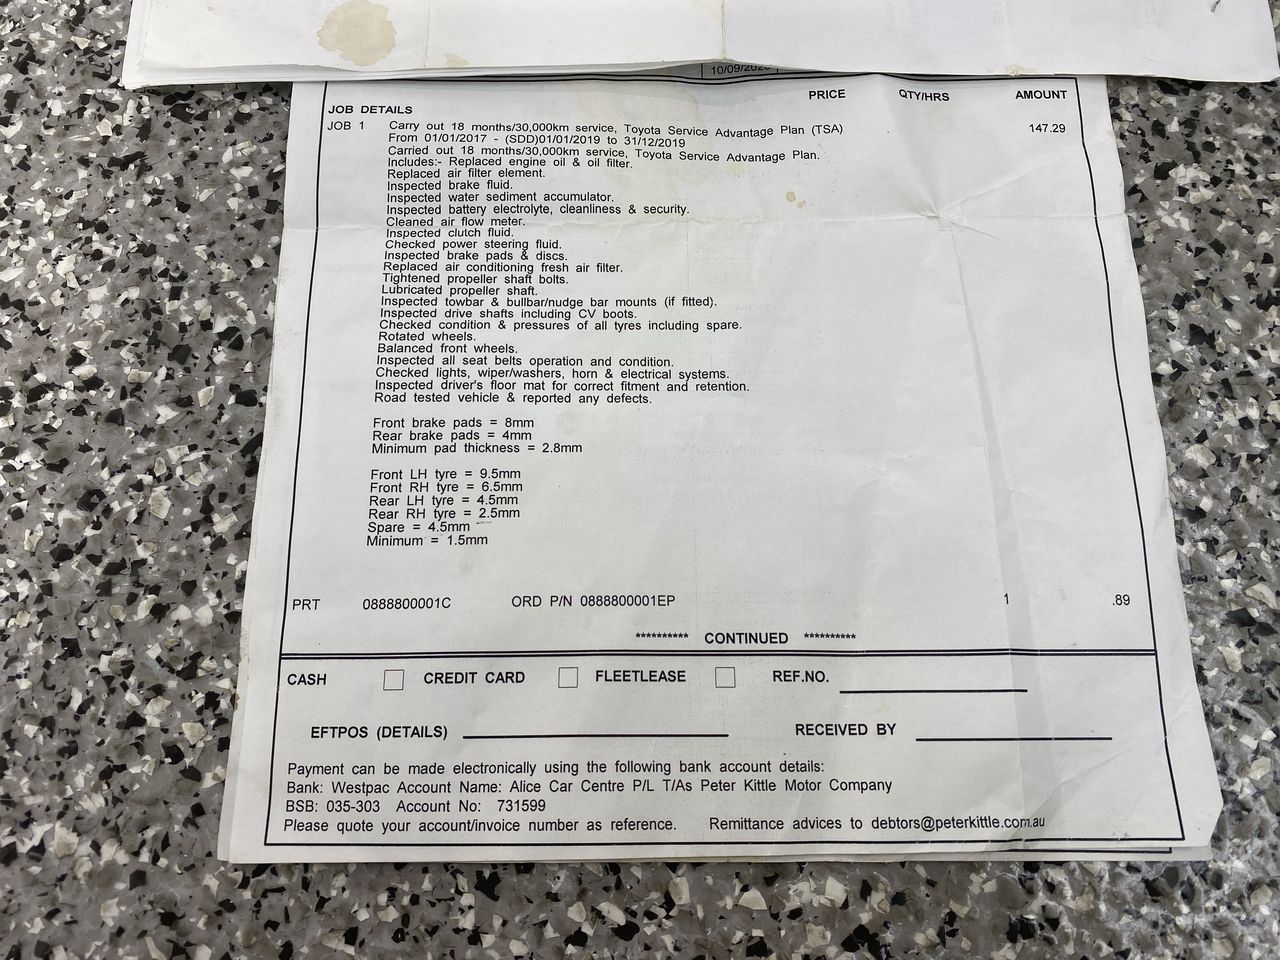 10/09/202
JOB DETAILS PRICE QTY/HRS AMOUNT
JOB 1 Carry out 18 months/30,000km service, Toyota Service Advantage Plan (TSA) 147.29
From 01/01/2017 - (SDD)01/01/2019 to 31/12/2019
Carried out 18 months/30,000km service, Toyota Service Advantage Plan.
Includes:- Replaced engine oil & oil filter.
Replaced air filter element.
Inspected brake fluid.
Inspected water sediment accumulator.
Inspected battery electrolyte, cleanliness & security.
Cleaned air flow meter.
Inspected clutch fluid.
Checked power steering fluid.
Inspected brake pads & discs.
Replaced air conditioning fresh air filter.
Tightened propeller shaft bolts.
Lubricated propeller shaft.
Inspected towbar & bullbar/nudge bar mounts (if fitted).
Inspected drive shafts including CV boots.
Checked condition & pressures of all tyres including spare.
Rotated wheels.
Balanced front wheels.
Inspected all seat belts operation and condition.
Checked lights, wiper/washers, horn & electrical systems.
Inspected driver's floor mat for correct fitment and retention.
Road tested vehicle & reported any defects.
Front brake pads = 8mm
Rear brake pads = 4mm
Minimum pad thickness = 2.8mm
Front LH tyre = 9.5mm
Front RH tyre = 6.5mm
Rear LH tyre = 4.5mm
Rear RH tyre = 2.5mm
Spare = 4.5mm
Minimum = 1.5mm
PRT 0888800001C ORD P/N 0888800001EP 1 .89
********** CONTINUED **********
CASH CREDIT CARD FLEETLEASE REF.NO.
EFTPOS (DETAILS) RECEIVED BY
Payment can be made electronically using the following bank account details:
Bank: Westpac Account Name: Alice Car Centre P/L T/As Peter Kittle Motor Company
BSB: 035-303 Account No: 731599
Please quote your account/invoice number as reference. Remittance advices to debtors@peterkittle.com.au